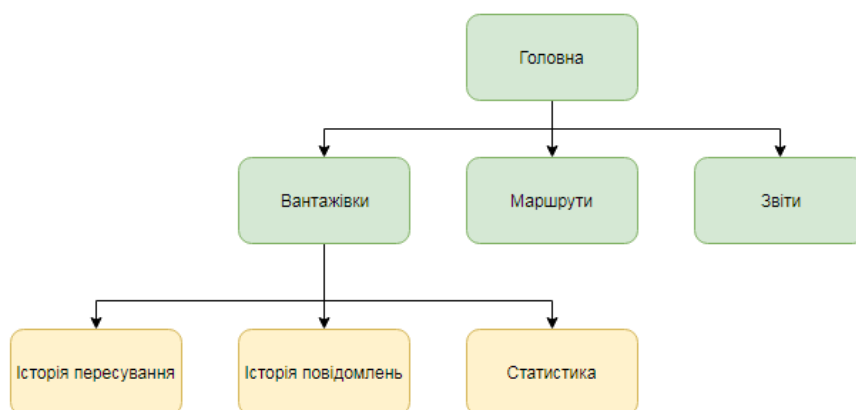 Головна
Вантажівки
Маршрути
Звіти
Історія пересування
Історія повідомлень
Статистика